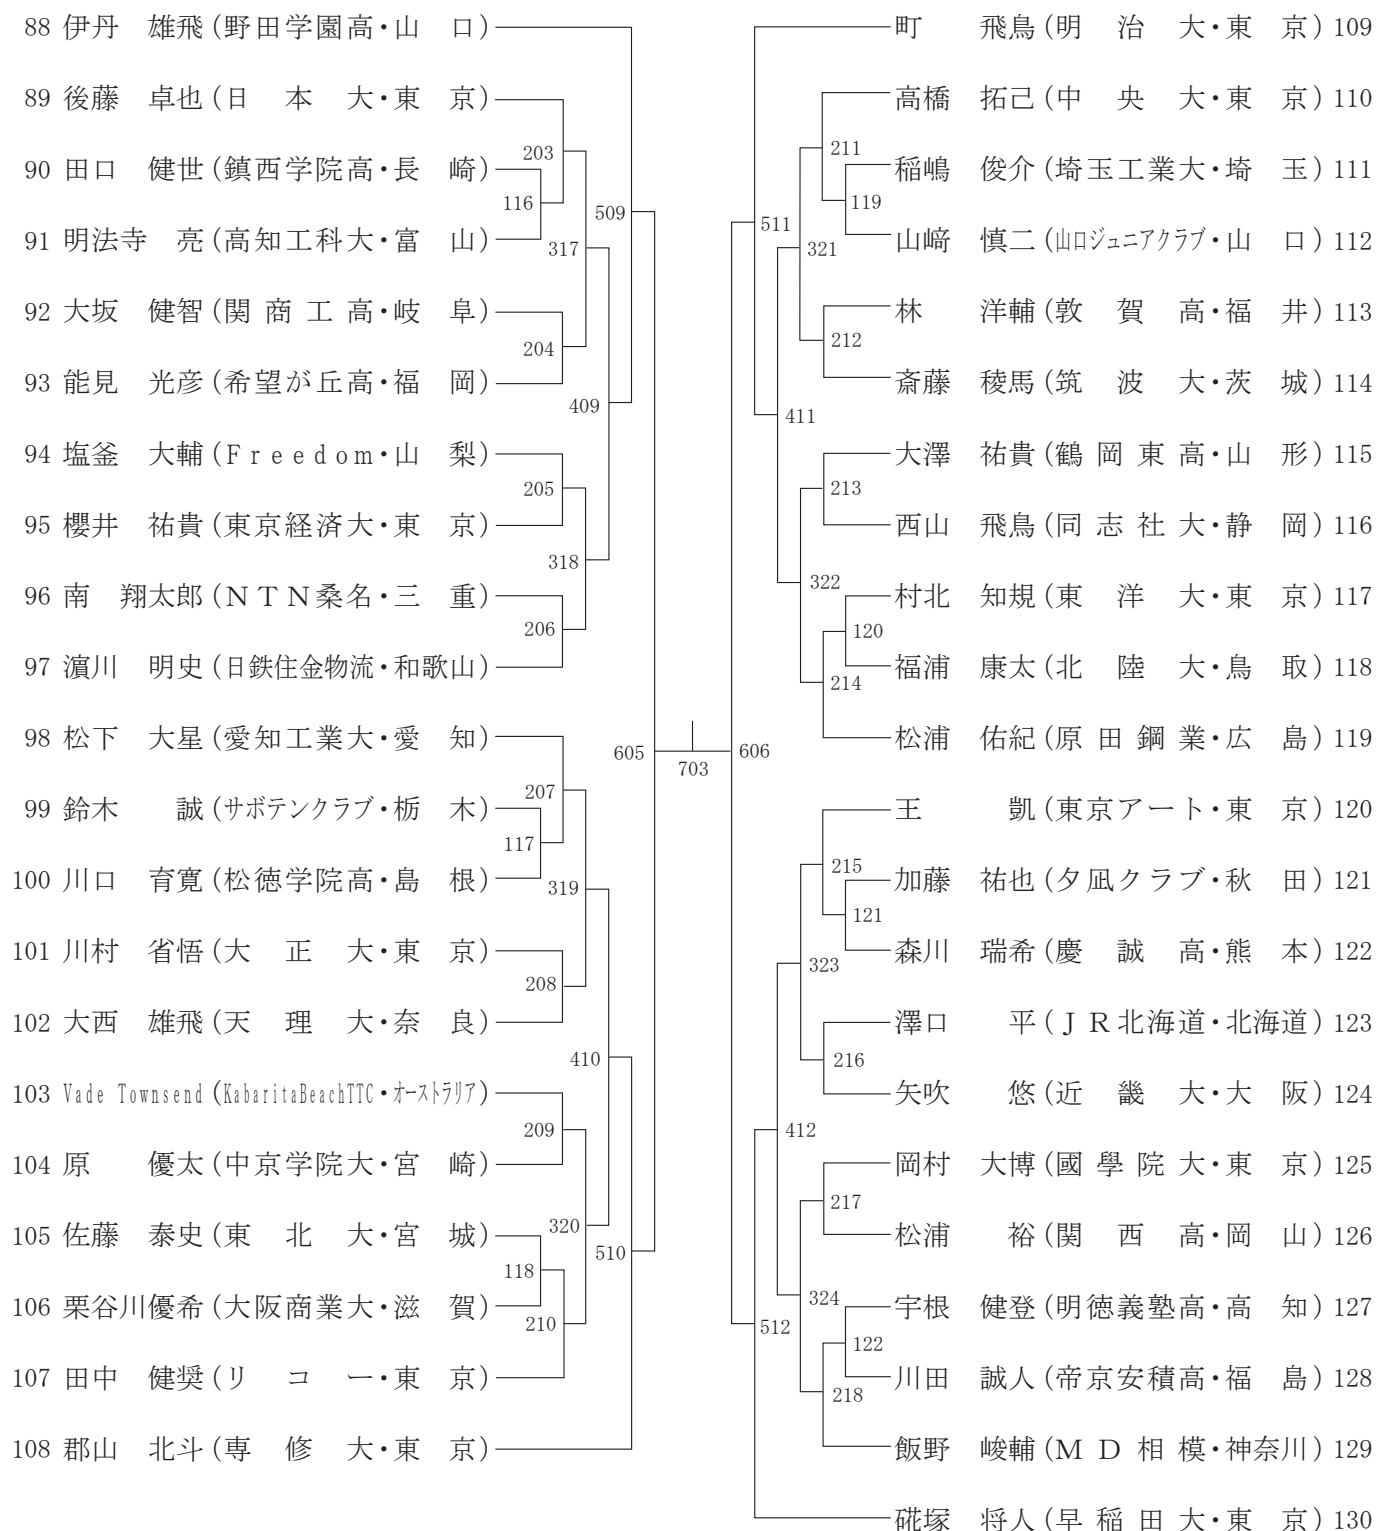 88 伊丹　雄飛（野田学園高・山　口）
89 後藤　卓也（日　本　大・東　京）
90 田口　健世（鎮西学院高・長　崎）
91 明法寺　亮（高知工科大・富　山）
92 大坂　健智（関 商 工 高・岐　阜）
93 能見　光彦（希望が丘高・福　岡）
94 塩釜　大輔（Ｆｒｅｅｄｏｍ・山　梨）
95 櫻井　祐貴（東京経済大・東　京）
96 南　翔太郎（ＮＴＮ桑名・三　重）
97 濵川　明史（日鉄住金物流・和歌山）
98 松下　大星（愛知工業大・愛　知）
99 鈴木　　誠（サボテンクラブ・栃　木）
100 川口　育寛（松徳学院高・島　根）
101 川村　省悟（大　正　大・東　京）
102 大西　雄飛（天　理　大・奈　良）
103 Vade Townsend（KabaritaBeachTTC・オーストラリア）
104 原　　優太（中京学院大・宮　崎）
105 佐藤　泰史（東　北　大・宮　城）
106 栗谷川優希（大阪商業大・滋　賀）
107 田中　健奨（リ　コ　ー・東　京）
108 郡山　北斗（専　修　大・東　京）
203
116
317
509
204
409
205
318
206
605
207
117
319
208
410
209
320
118
510
210
703
606
511
211
119
321
212
411
213
322
120
214
215
121
323
216
412
217
324
512
122
218
町　　飛鳥（明　治　大・東　京）109
高橋　拓己（中　央　大・東　京）110
稲嶋　俊介（埼玉工業大・埼　玉）111
山﨑　慎二（山口ジュニアクラブ・山　口）112
林　　洋輔（敦　賀　高・福　井）113
斎藤　稜馬（筑　波　大・茨　城）114
大澤　祐貴（鶴 岡 東 高・山　形）115
西山　飛鳥（同 志 社 大・静　岡）116
村北　知規（東　洋　大・東　京）117
福浦　康太（北　陸　大・鳥　取）118
松浦　佑紀（原 田 鋼 業・広　島）119
王　　　凱（東京アート・東　京）120
加藤　祐也（夕凪クラブ・秋　田）121
森川　瑞希（慶　誠　高・熊　本）122
澤口　　平（ＪＲ北海道・北海道）123
矢吹　　悠（近　畿　大・大　阪）124
岡村　大博（國 學 院 大・東　京）125
松浦　　裕（関　西　高・岡　山）126
宇根　健登（明徳義塾高・高　知）127
川田　誠人（帝京安積高・福　島）128
飯野　峻輔（Ｍ Ｄ 相 模・神奈川）129
硴塚　将人（早 稲 田 大・東　京）130